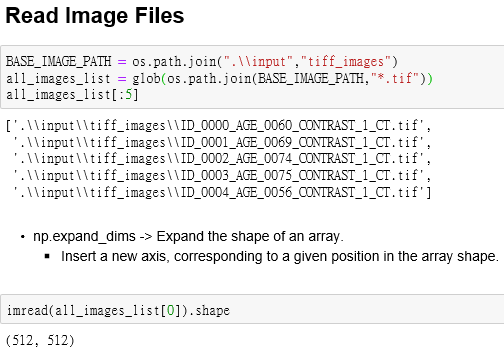 Read Image Files
BASE_IMAGE_PATH = os.path.join(".\\input","tiff_images")
all_images_list = glob(os.path.join(BASE_IMAGE_PATH,"*.tif"))
all_images_list[:5]
['.\\input\\tiff_images\\ID_0000_AGE_0060_CONTRAST_1_CT.tif',
'.\\input\\tiff_images\\ID_0001_AGE_0069_CONTRAST_1_CT.tif',
'.\\input\\tiff_images\\ID_0002_AGE_0074_CONTRAST_1_CT.tif',
'.\\input\\tiff_images\\ID_0003_AGE_0075_CONTRAST_1_CT.tif',
'.\\input\\tiff_images\\ID_0004_AGE_0056_CONTRAST_1_CT.tif']
• np.expand_dims -> Expand the shape of an array.
▪ Insert a new axis, corresponding to a given position in the array shape.
imread(all_images_list[0]).shape
(512, 512)